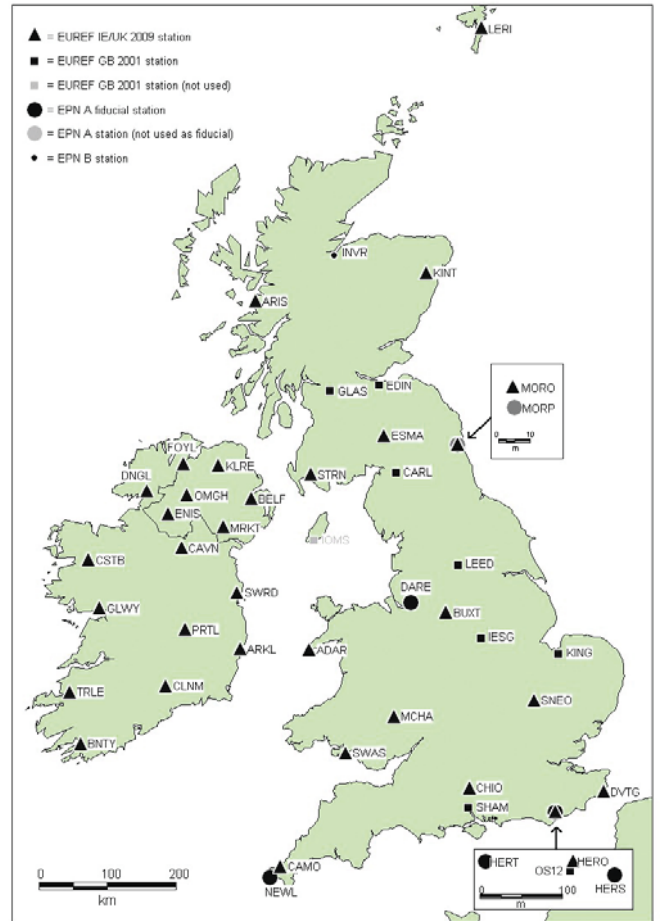 = EUREF IE/UK 2009 station
= EUREF GB 2001 station
= EUREF GB 2001 station (not used)
= EPN A fiducial station
= EPN A station (not used as fiducial)
= EPN B station
LERI
INVR
KINT
ARIS
GLAS
EDIN
MORO
MORP
0 10
m
ESMA
FOYL
KLRE
STRN
CARL
DNGL
OMGH
BELF
ENIS
MRKT
IOMS
CAVN
CSTB
LEED
DARE
SWRD
GLWY
BUXT
PRTL
IESG
ARKL
ADAR
KING
TRLE
CLNM
SNEO
MCHA
BNTY
SWAS
CHIO
DVTG
SHAM
HERT
HERO
OS12
HERS
0 100
m
CAMO
NEWL
0 100 200
km